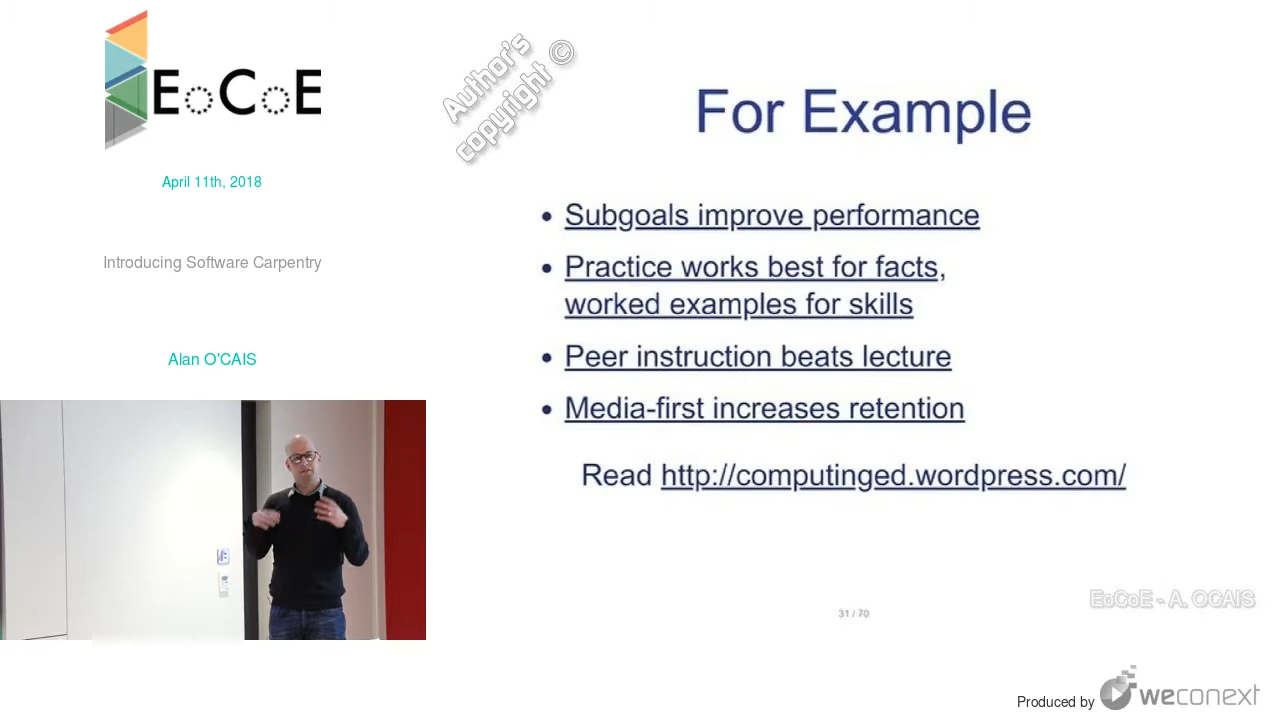 EoCoE
April 11th, 2018
Introducing Software Carpentry
Alan O'CAIS
Author's
copyright ©
For Example
• Subgoals improve performance
• Practice works best for facts,
worked examples for skills
• Peer instruction beats lecture
• Media-first increases retention
Read http://computinged.wordpress.com/
31 / 70
EoCoE - A. OCAIS
Produced by weconext